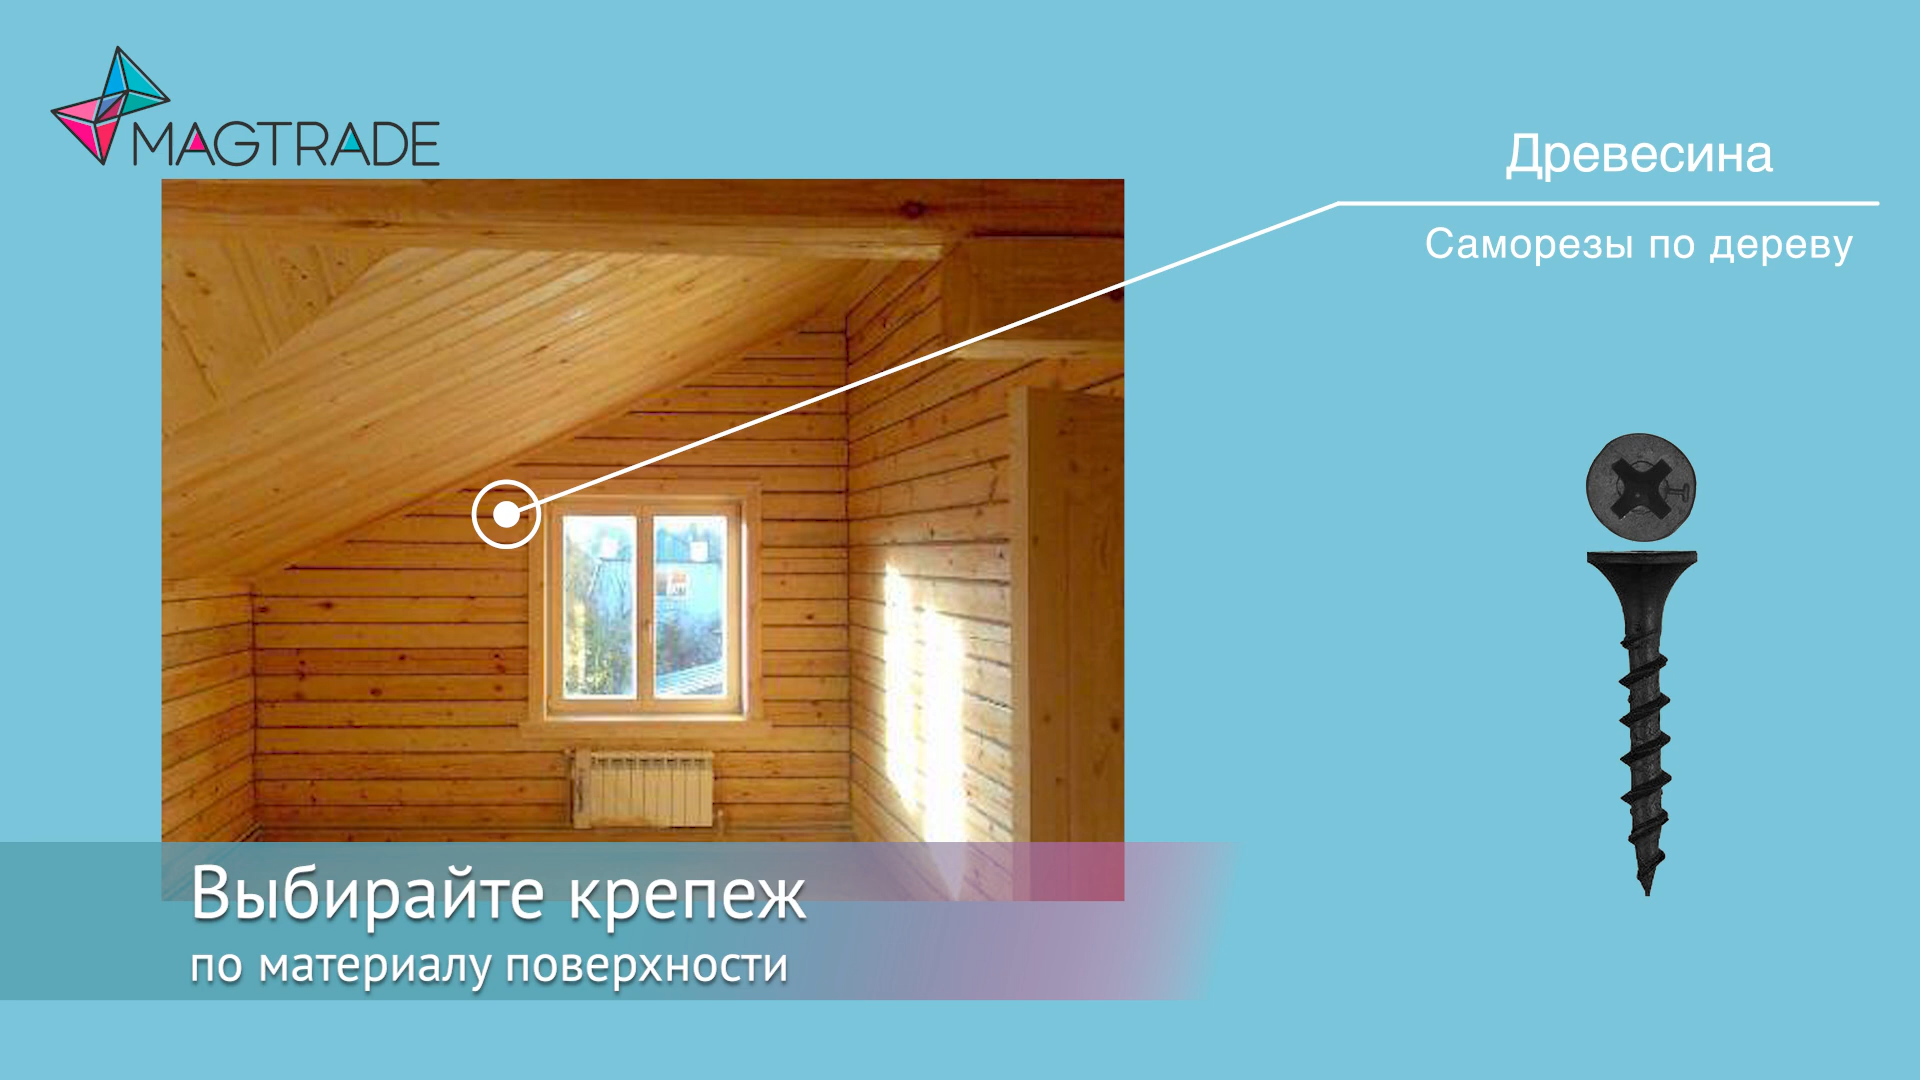 MAGTRADE
Древесина
Саморезы по дереву
Выбирайте крепеж
по материалу поверхности